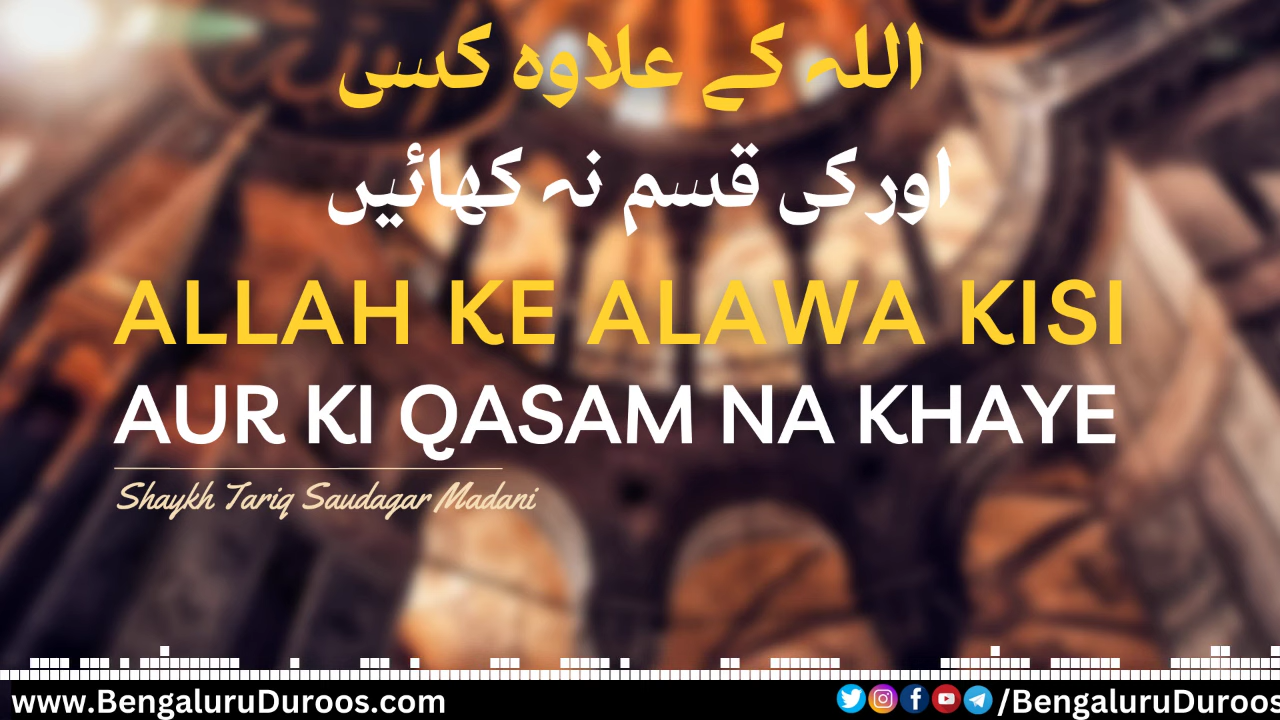 اللہ کے علاوہ کسی
اور کی قسم نہ کھائیں
ALLAH KE ALAWA KISI
AUR KI QASAM NA KHAYE
Shaykh Tariq Saudagar Madani
www.BengaluruDuroos.com
/BengaluruDuroos